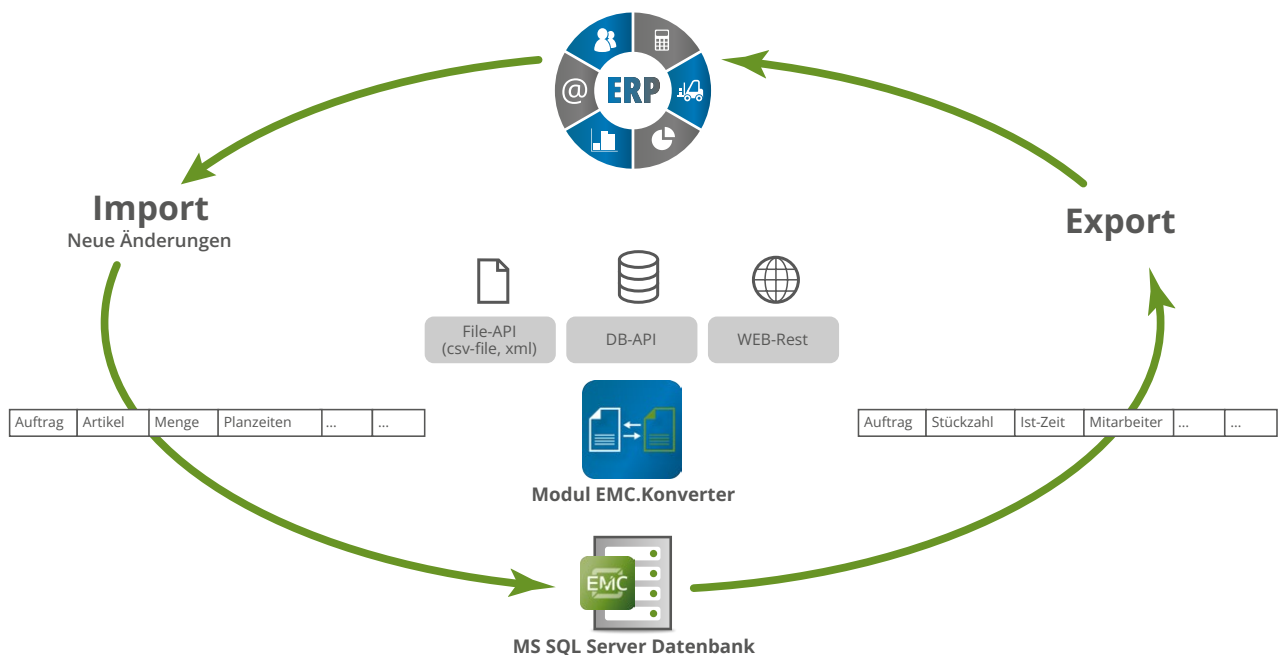 @
ERP
Import
Neue Änderungen
Export
File-API
(csv-file, xml)
DB-API
WEB-Rest
Auftrag Artikel Menge Planzeiten ... ...
Auftrag Stückzahl Ist-Zeit Mitarbeiter ... ...
Modul EMC.Konverter
EMC
MS SQL Server Datenbank